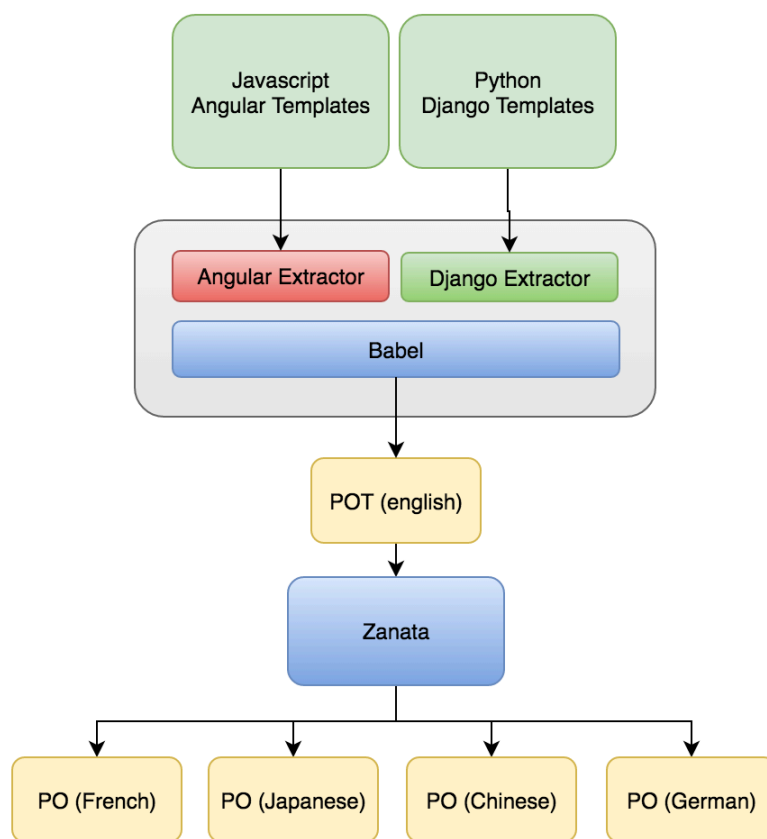 Javascript
Angular Templates
Python
Django Templates
Angular Extractor
Django Extractor
Babel
POT (english)
Zanata
PO (French)
PO (Japanese)
PO (Chinese)
PO (German)